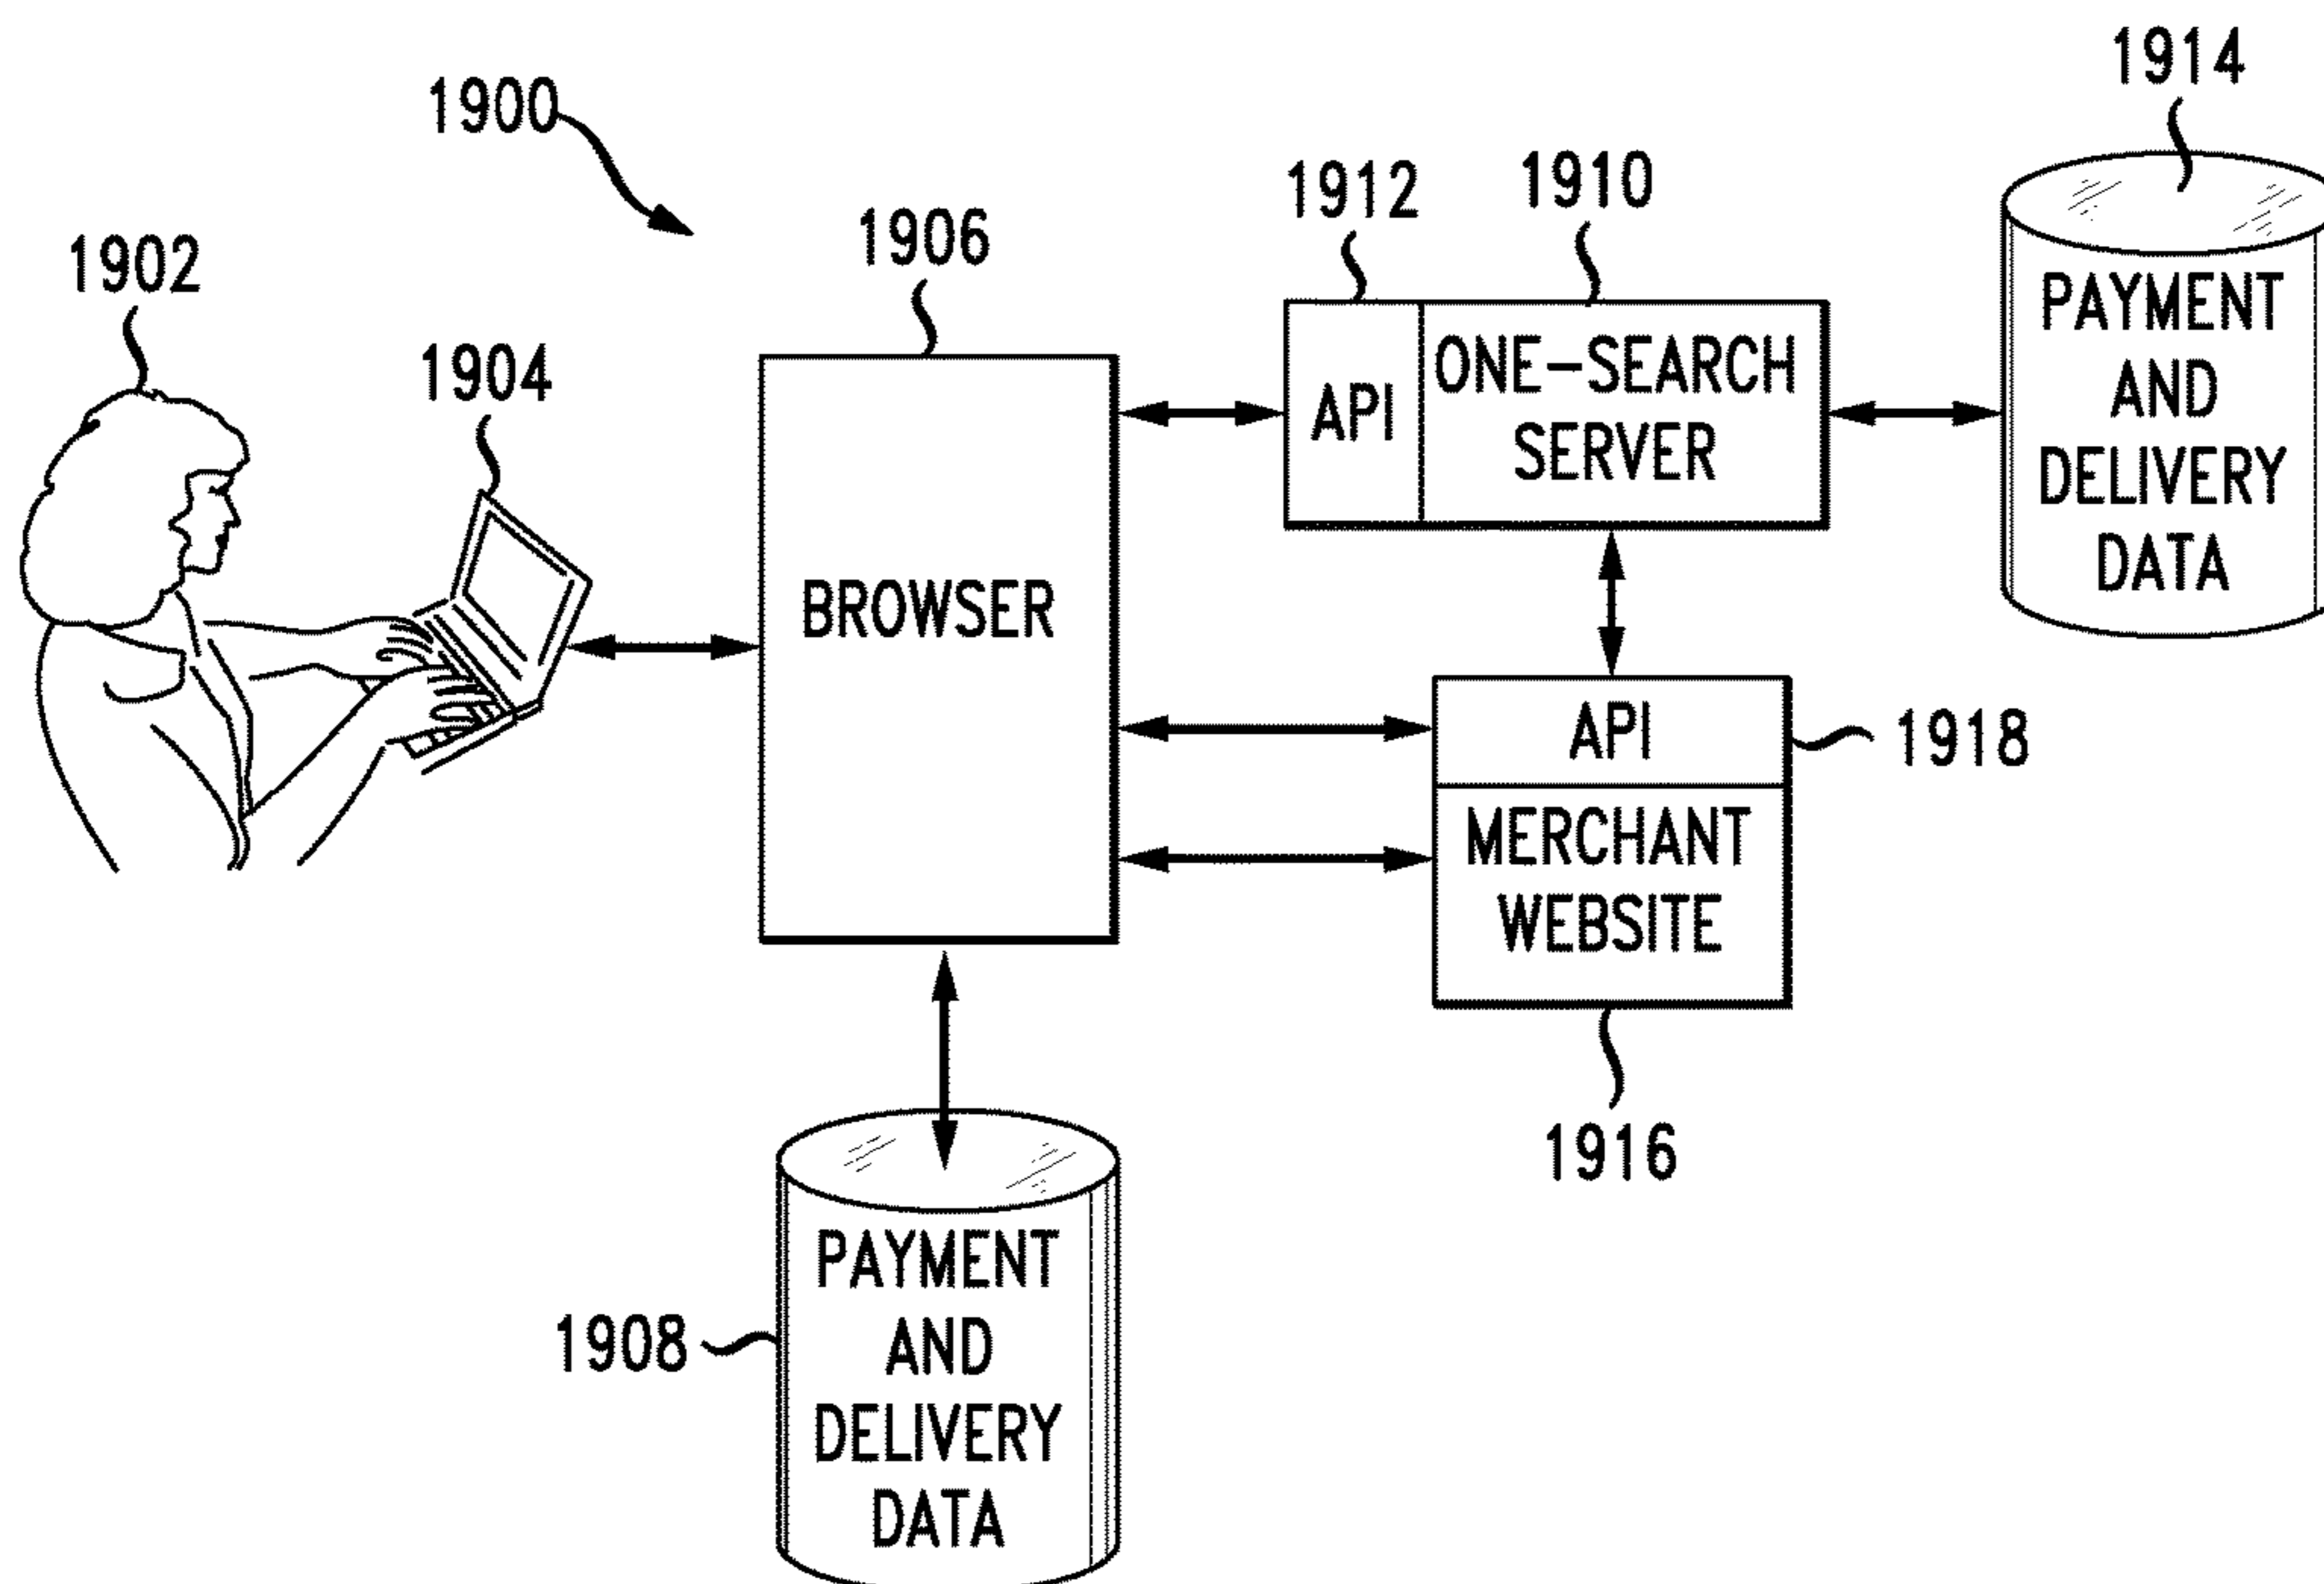 1900
1902
1904
1906
BROWSER
1912
1910
API
ONE-SEARCH
SERVER
1914
PAYMENT
AND
DELIVERY
DATA
API
1918
MERCHANT
WEBSITE
1916
1908
PAYMENT
AND
DELIVERY
DATA